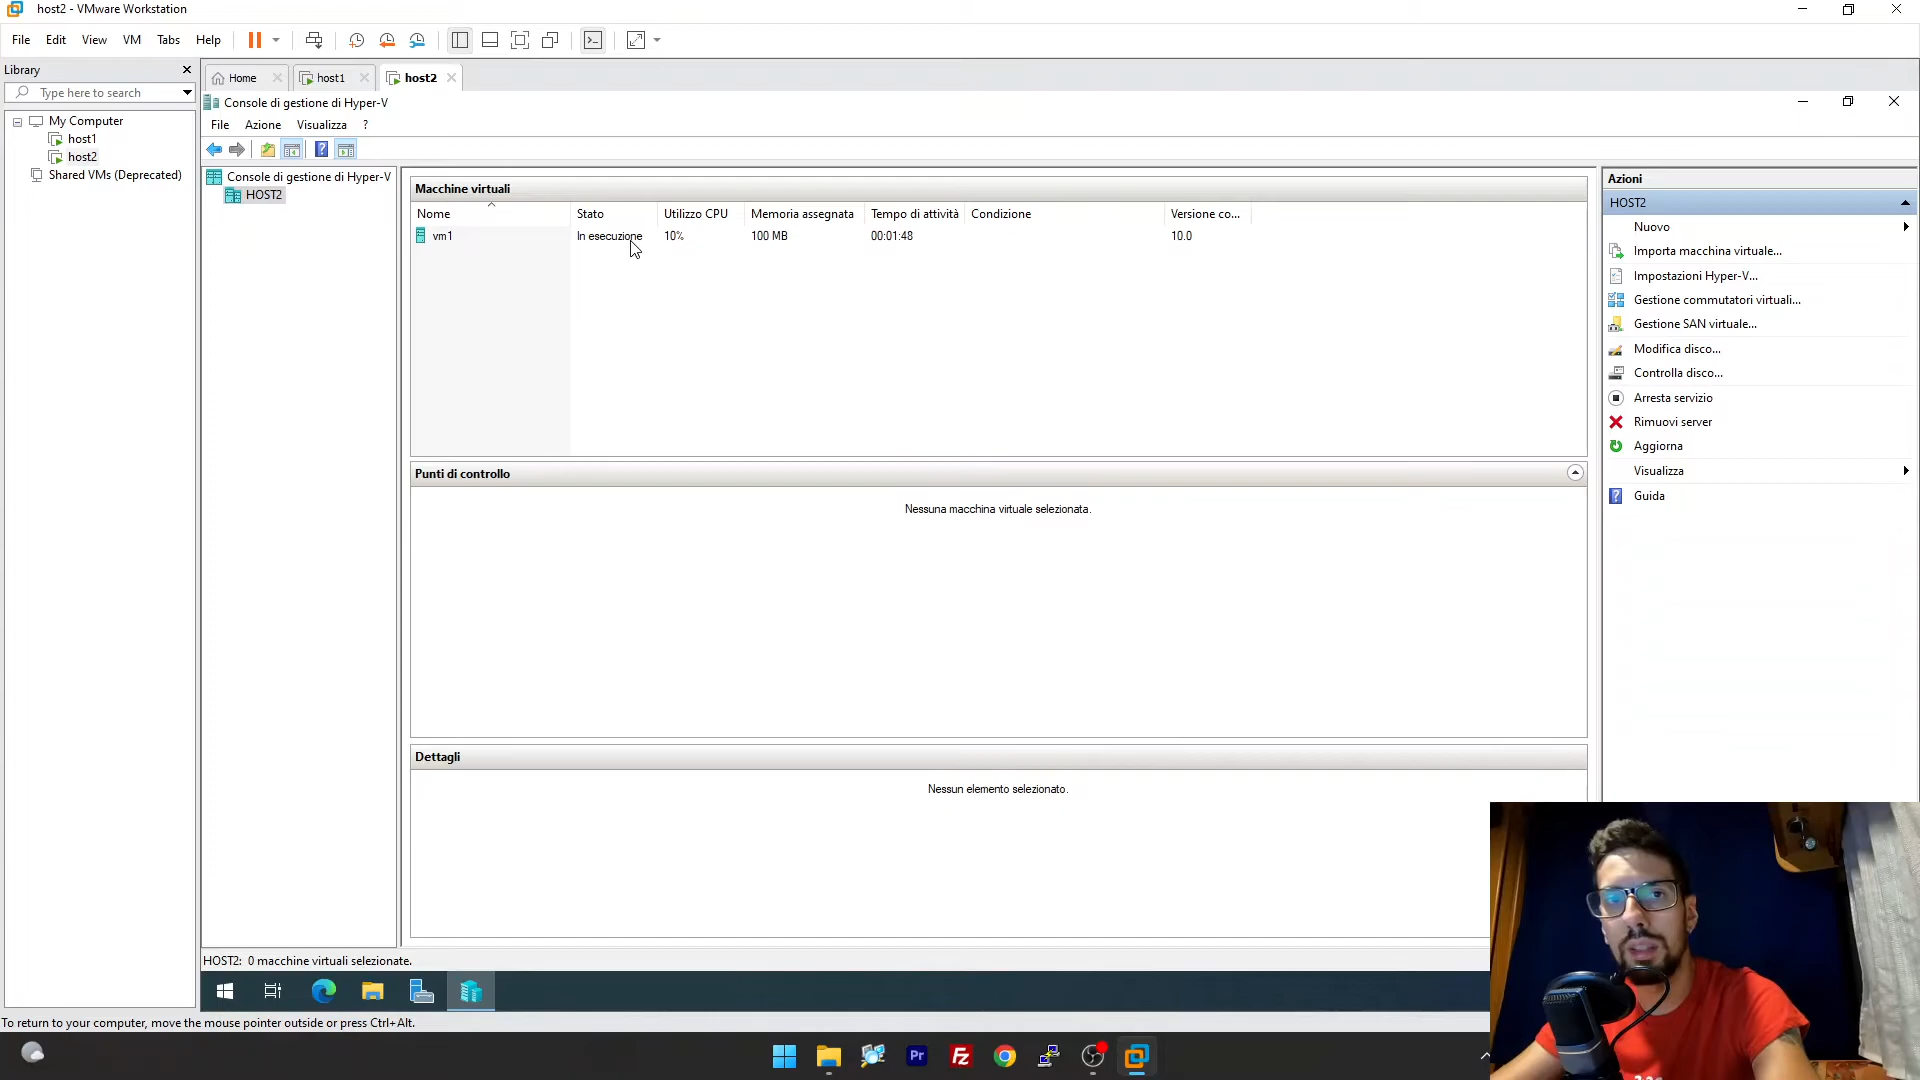 host2 - VMware Workstation
File Edit View VM Tabs Help
Library
Type here to search
My Computer
host1
host2
Shared VMs (Deprecated)
Home host1 host2
Console di gestione di Hyper-V
File Azione Visualizza ?
Console di gestione di Hyper-V
HOST2
Macchine virtuali
Nome Stato Utilizzo CPU Memoria assegnata Tempo di attività Condizione Versione co...
vm1 In esecuzione 10% 100 MB 00:01:48 10.0
Punti di controllo
Nessuna macchina virtuale selezionata.
Dettagli
Nessun elemento selezionato.
Azioni
HOST2
Nuovo
Importa macchina virtuale...
Impostazioni Hyper-V...
Gestione commutatori virtuali...
Gestione SAN virtuale...
Modifica disco...
Controlla disco...
Arresta servizio
Rimuovi server
Aggiorna
Visualizza
Guida
HOST2: 0 macchine virtuali selezionate.
To return to your computer, move the mouse pointer outside or press Ctrl+Alt.
Pr
Fz